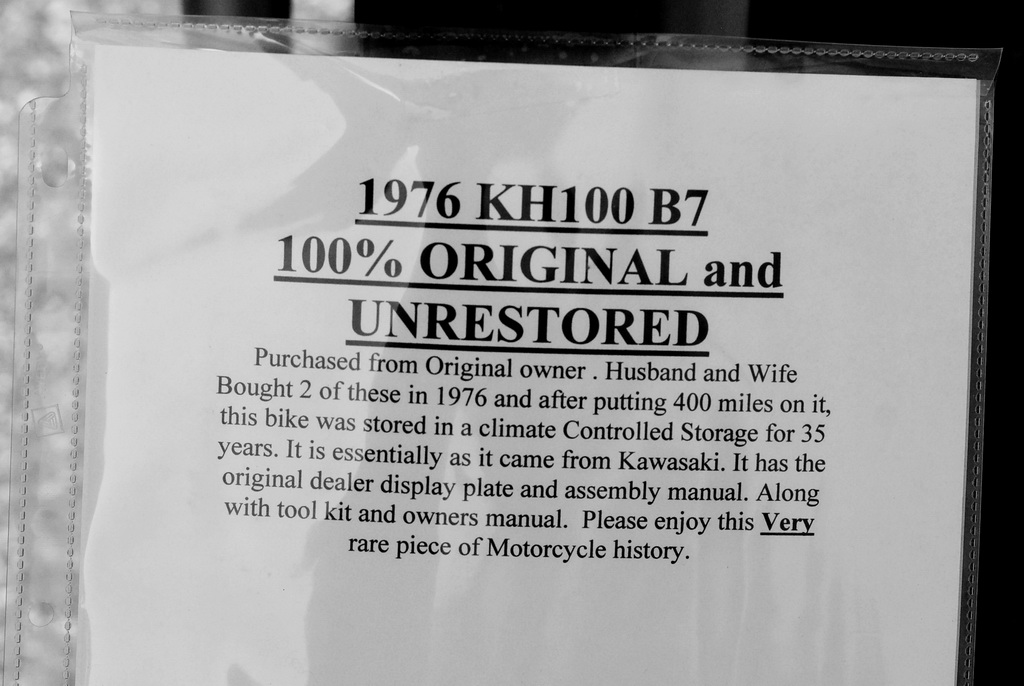 1976 KH100 B7
100% ORIGINAL and
UNRESTORED
Purchased from Original owner . Husband and Wife
Bought 2 of these in 1976 and after putting 400 miles on it,
this bike was stored in a climate Controlled Storage for 35
years. It is essentially as it came from Kawasaki. It has the
original dealer display plate and assembly manual. Along
with tool kit and owners manual.  Please enjoy this Very
rare piece of Motorcycle history.